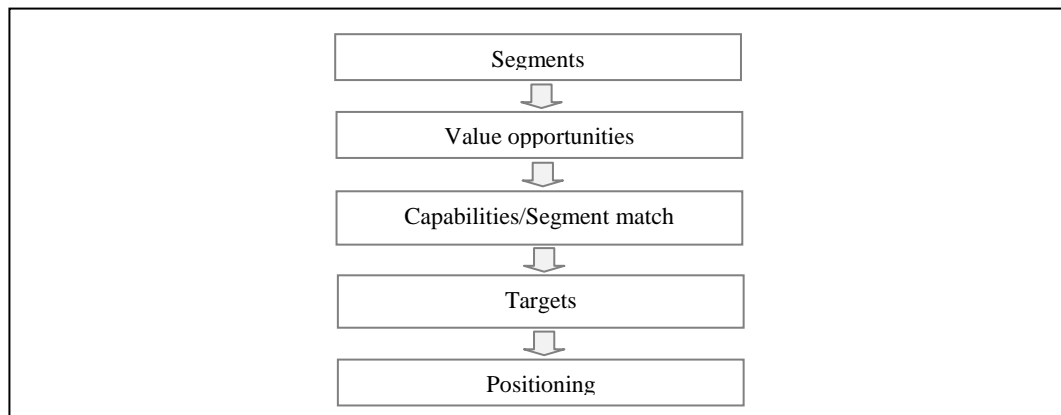 Segments
Value opportunities
Capabilities/Segment match
Targets
Positioning